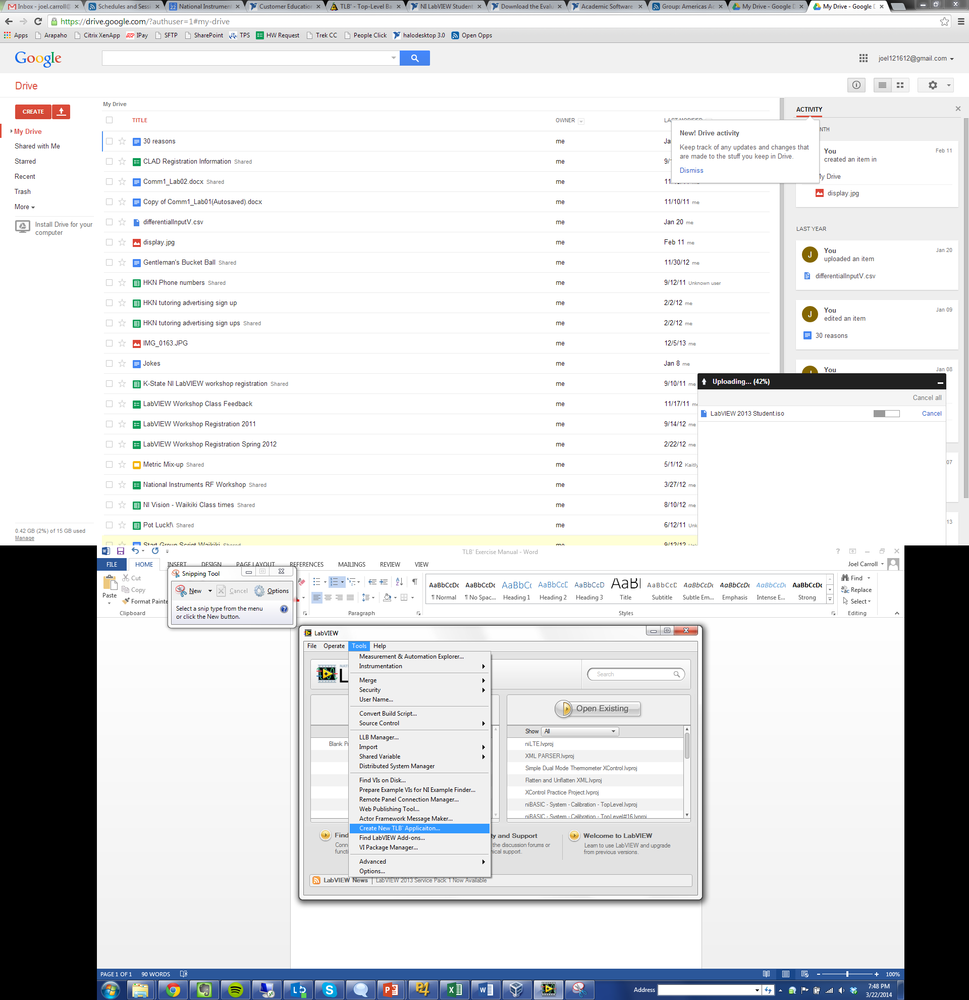 Inbox - joel.carroll@
Schedules and Sessi
National Instrument
Customer Education
TLB' - Top-Level Ba
NI LabVIEW Student
Download the Evalu
Academic Software
Group: Americas Ac
My Drive - Google D
My Drive - Google D
https://drive.google.com/?authuser=1#my-drive
Apps Arapaho Citrix XenApp IPay SFTP SharePoint TPS HW Request Trek CC People Click halodesktop 3.0 Open Opps
Google
joel121612@gmail.com
Drive
CREATE
My Drive
Shared with Me
Starred
Recent
Trash
More
Install Drive for your
computer
0.42 GB (2%) of 15 GB used
Manage
My Drive
TITLE OWNER LAST MODIFIED
30 reasons me Jan
CLAD Registration Information Shared me 9/
Comm1_Lab02.docx Shared me 11/10/11 me
Copy of Comm1_Lab01(Autosaved).docx me 11/10/11 me
differentialInputV.csv me Jan 20 me
display.jpg me Feb 11 me
Gentleman's Bucket Ball Shared me 11/30/12 me
HKN Phone numbers Shared me 9/12/11 Unknown user
HKN tutoring advertising sign up me 2/2/12 me
HKN tutoring advertising sign ups Shared me 2/2/12 me
IMG_0163.JPG me 12/5/13 me
Jokes me Jan 8 me
K-State NI LabVIEW workshop registration Shared me 9/10/11 me
LabVIEW Workshop Class Feedback me 11/17/11 me
LabVIEW Workshop Registration 2011 me 9/14/12 me
LabVIEW Workshop Registration Spring 2012 me 2/22/12 me
Metric Mix-up Shared me 5/1/12 Kaitly
National Instruments RF Workshop Shared me 3/27/12 me
NI Vision - Waikiki Class times Shared me 8/10/12 me
Pot Luck!\ Shared me 6/12/11 Unk
Start Group Script Waikiki Shared me 9/12/12 Unk
New! Drive activity
Keep track of any updates and changes that
are made to the stuff you keep in Drive.
Dismiss
ACTIVITY
NTH
You Feb 11
created an item in
My Drive
display.jpg
LAST YEAR
J You Jan 20
uploaded an item
differentialInputV.csv
J You Jan 09
edited an item
30 reasons
You Jan 08
07
13
Uploading... (42%)
Cancel all
LabVIEW 2013 Student.iso Cancel
TLB' Exercise Manual - Word
FILE HOME INSERT DESIGN PAGE LAYOUT REFERENCES MAILINGS REVIEW VIEW
Joel Carroll
Paste
Cut
Copy
Format Painte
Clipboard
Snipping Tool
New Cancel Options
Select a snip type from the menu
or click the New button.
Paragraph
AaBbCcDc AaBbCcDc AaBbC( AaBbCcD AaBbCcD AaBl AaBbCcD AaBbCcDc AaBbCcDc AaBbCcDc AaBbCcDc
¶ Normal ¶ No Spac... Heading 1 Heading 2 Heading 3 Title Subtitle Subtle Em... Emphasis Intense E... Strong
Styles
Find
Replace
Select
Editing
LabVIEW
File Operate Tools Help
NAT
L
Search
Measurement & Automation Explorer...
Instrumentation
Merge
Security
User Name...
Convert Build Script...
Source Control
LLB Manager...
Import
Shared Variable
Distributed System Manager
Find VIs on Disk...
Prepare Example VIs for NI Example Finder...
Remote Panel Connection Manager...
Web Publishing Tool...
Actor Framework Message Maker...
Create New TLB` Applicaiton...
Find LabVIEW Add-ons...
VI Package Manager...
Advanced
Options...
Blank Pr
Open Existing
Show All
niLTE.lvproj
XML PARSER.lvproj
Simple Dual Mode Thermometer XControl.lvproj
Flatten and Unflatten XML.lvproj
XControl Practice Project.lvproj
niBASIC - System - Calibration - TopLevel.lvproj
niBASIC - System - Calibration - TopLevel#16.lvproj
Find
Conn
functi
ty and Support
the discussion forums or
nical support.
Welcome to LabVIEW
Learn to use LabVIEW and upgrade
from previous versions.
LabVIEW News LabVIEW 2013 Service Pack 1 Now Available
PAGE 1 OF 1 90 WORDS 100%
Address
7:48 PM
3/22/2014